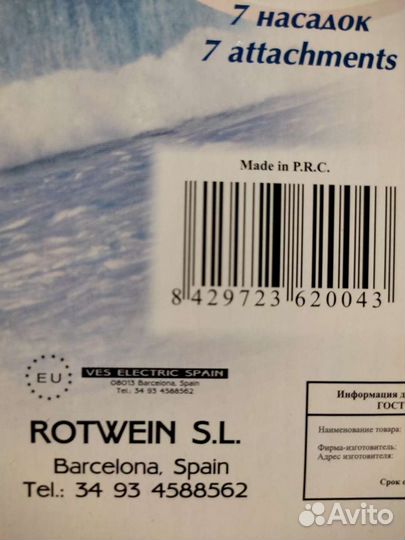 7 насадок
7 attachments
Made in P.R.C.
8 429723 620043
EU
VES ELECTRIC SPAIN
08013 Barcelona, Spain
Tel.: 34 93 4588562
ROTWEIN S.L.
Barcelona, Spain
Tel.: 34 93 4588562
Информация д
ГОСТ
Наименование товара:
Фирма-изготовитель:
Адрес изготовителя:
Срок
Avito